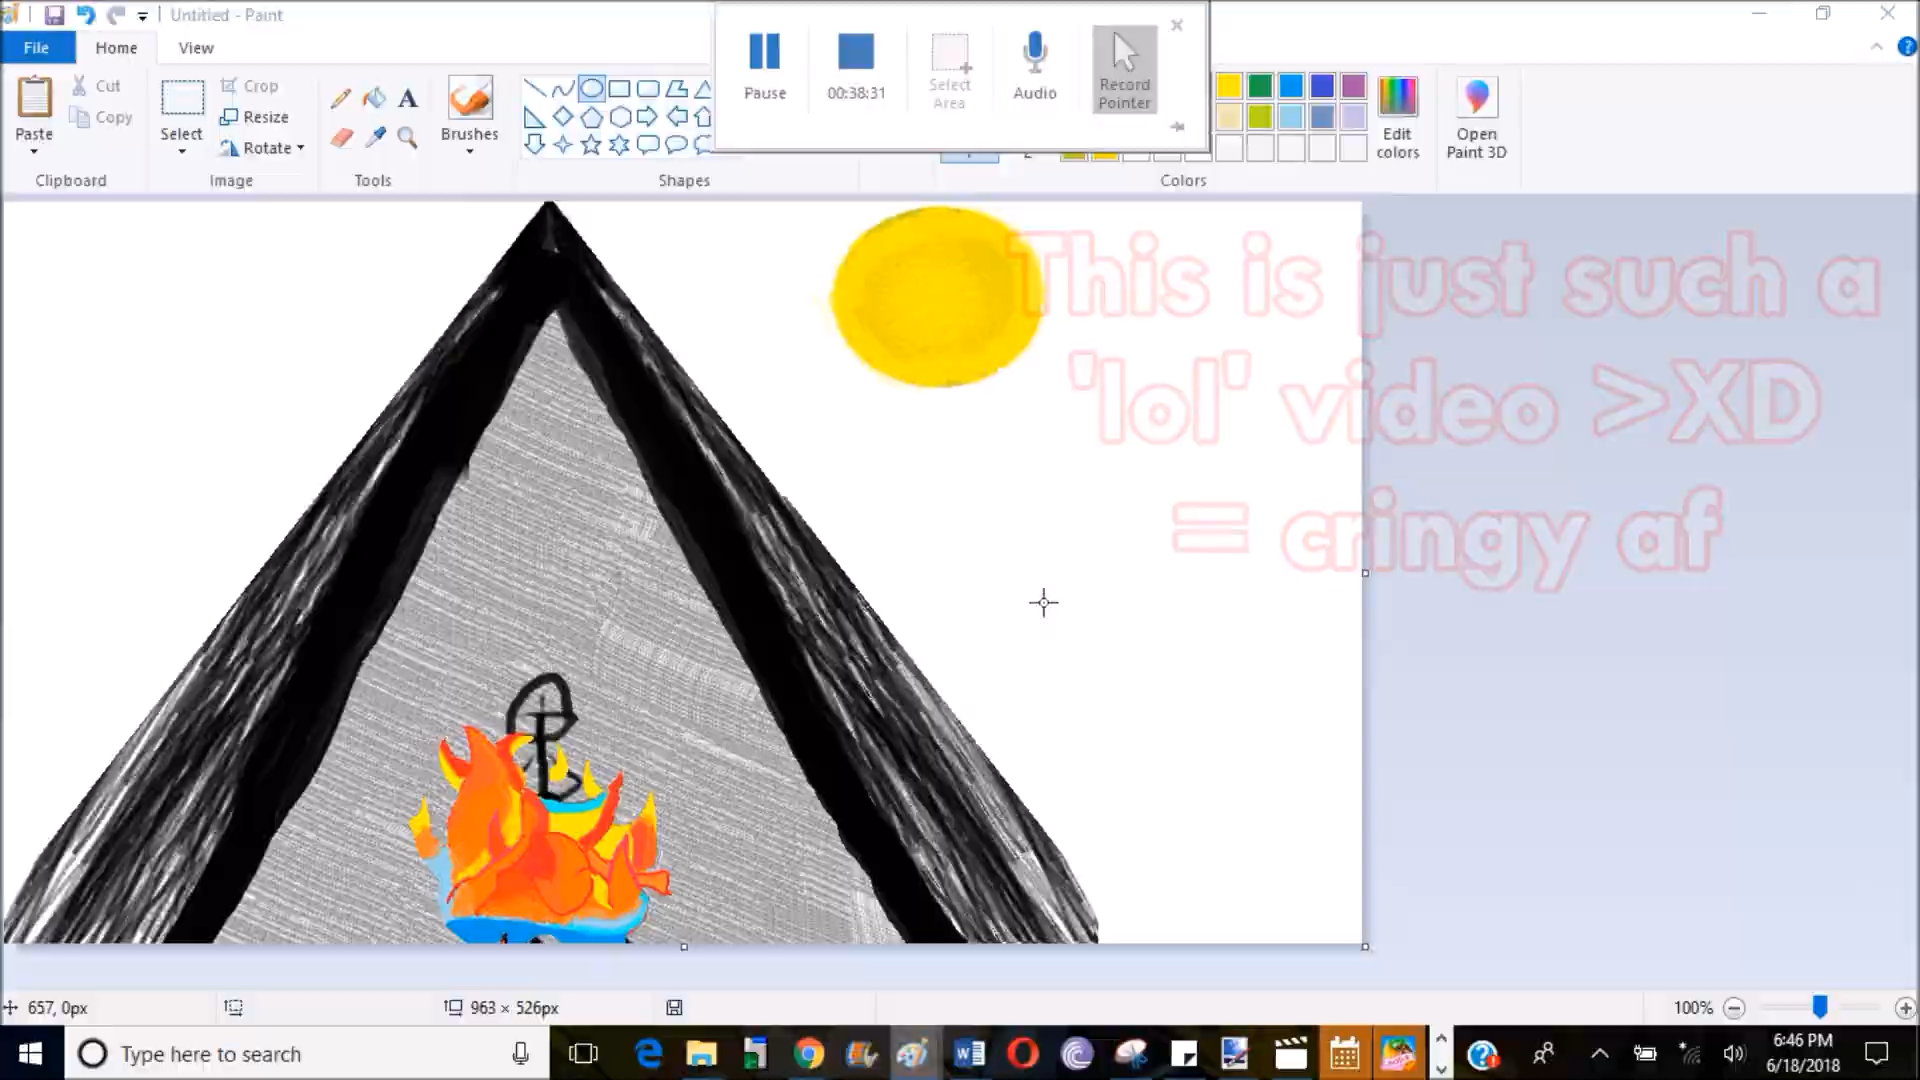 Untitled - Paint
File
Home
View
Pause
00:38:31
Select
Area
Audio
Record
Pointer
Paste
Cut
Copy
Clipboard
Select
Crop
Resize
Rotate
Image
A
Tools
Brushes
Shapes
Colors
Edit
colors
Open
Paint 3D
This is just such a
'lol' video >XD
= cringy af
657, 0px
963 × 526px
100%
Type here to search
6:46 PM
6/18/2018